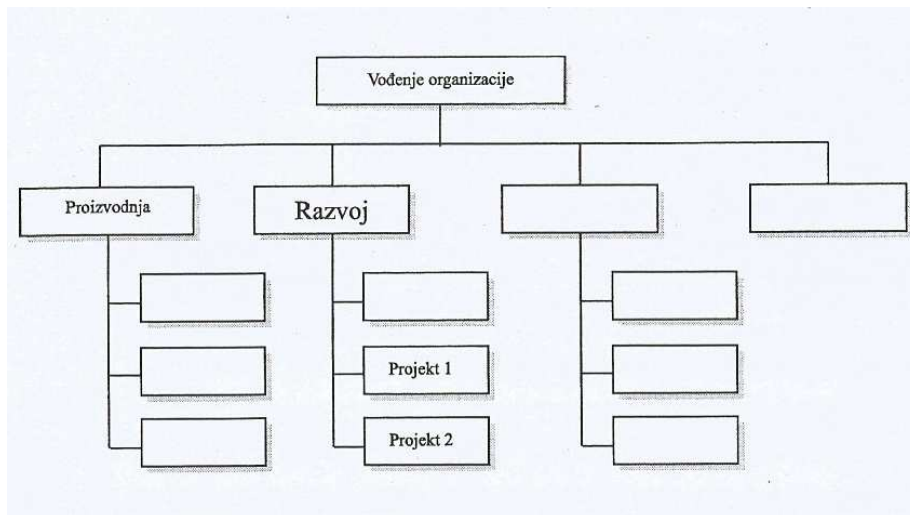 Vođenje organizacije
Proizvodnja
Razvoj
Projekt 1
Projekt 2